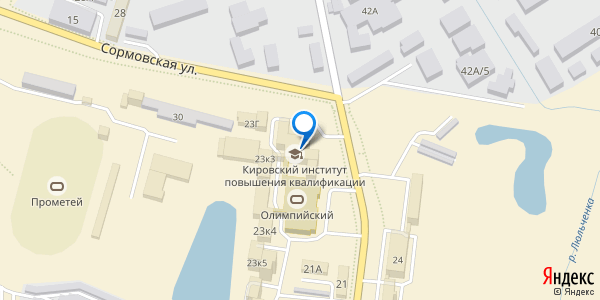 28
15
42А
40
42А/5
Сормовская ул.
30
23Г
23к3
Кировский институт
повышения квалификации
Прометей
Олимпийский
23к4
р. Люльченка
24
23к5
21А
21
© Яндекс
Яндекс